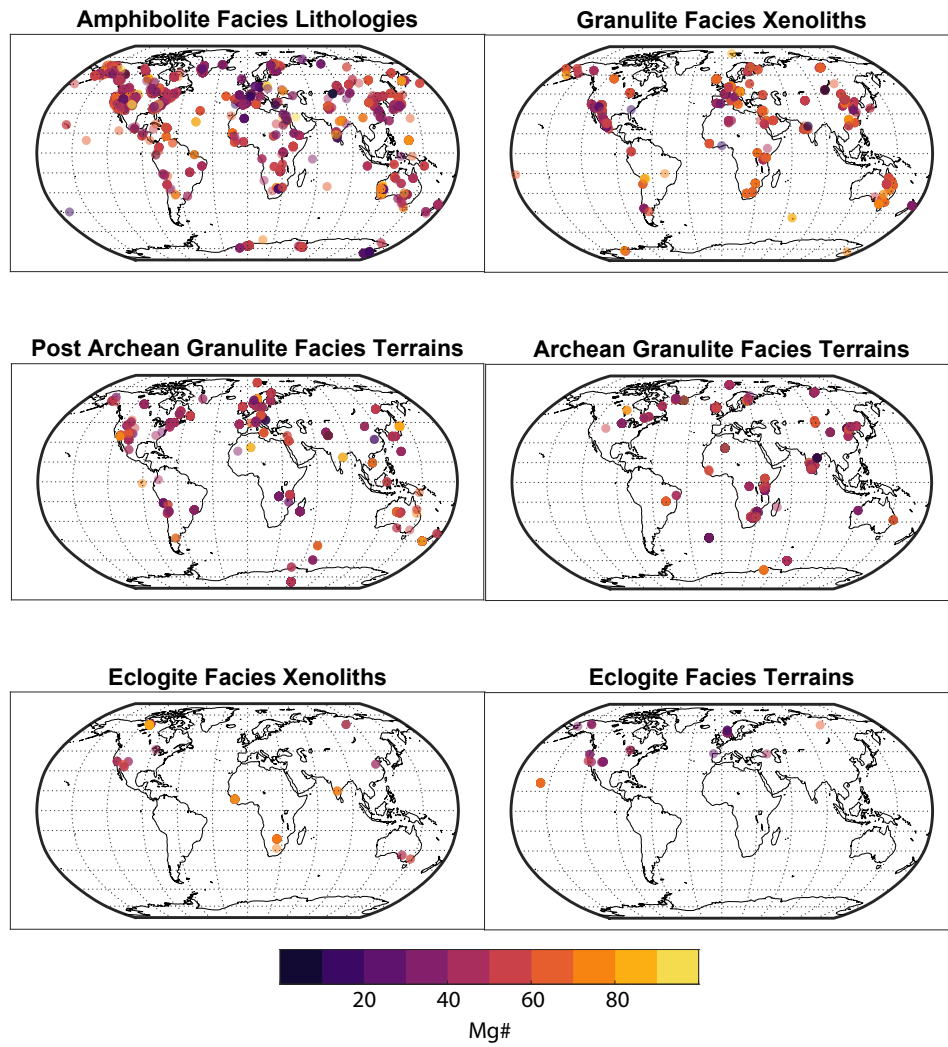 Amphibolite Facies Lithologies
Granulite Facies Xenoliths
Post Archean Granulite Facies Terrains
Archean Granulite Facies Terrains
Eclogite Facies Xenoliths
Eclogite Facies Terrains
20 40 60 80
Mg#